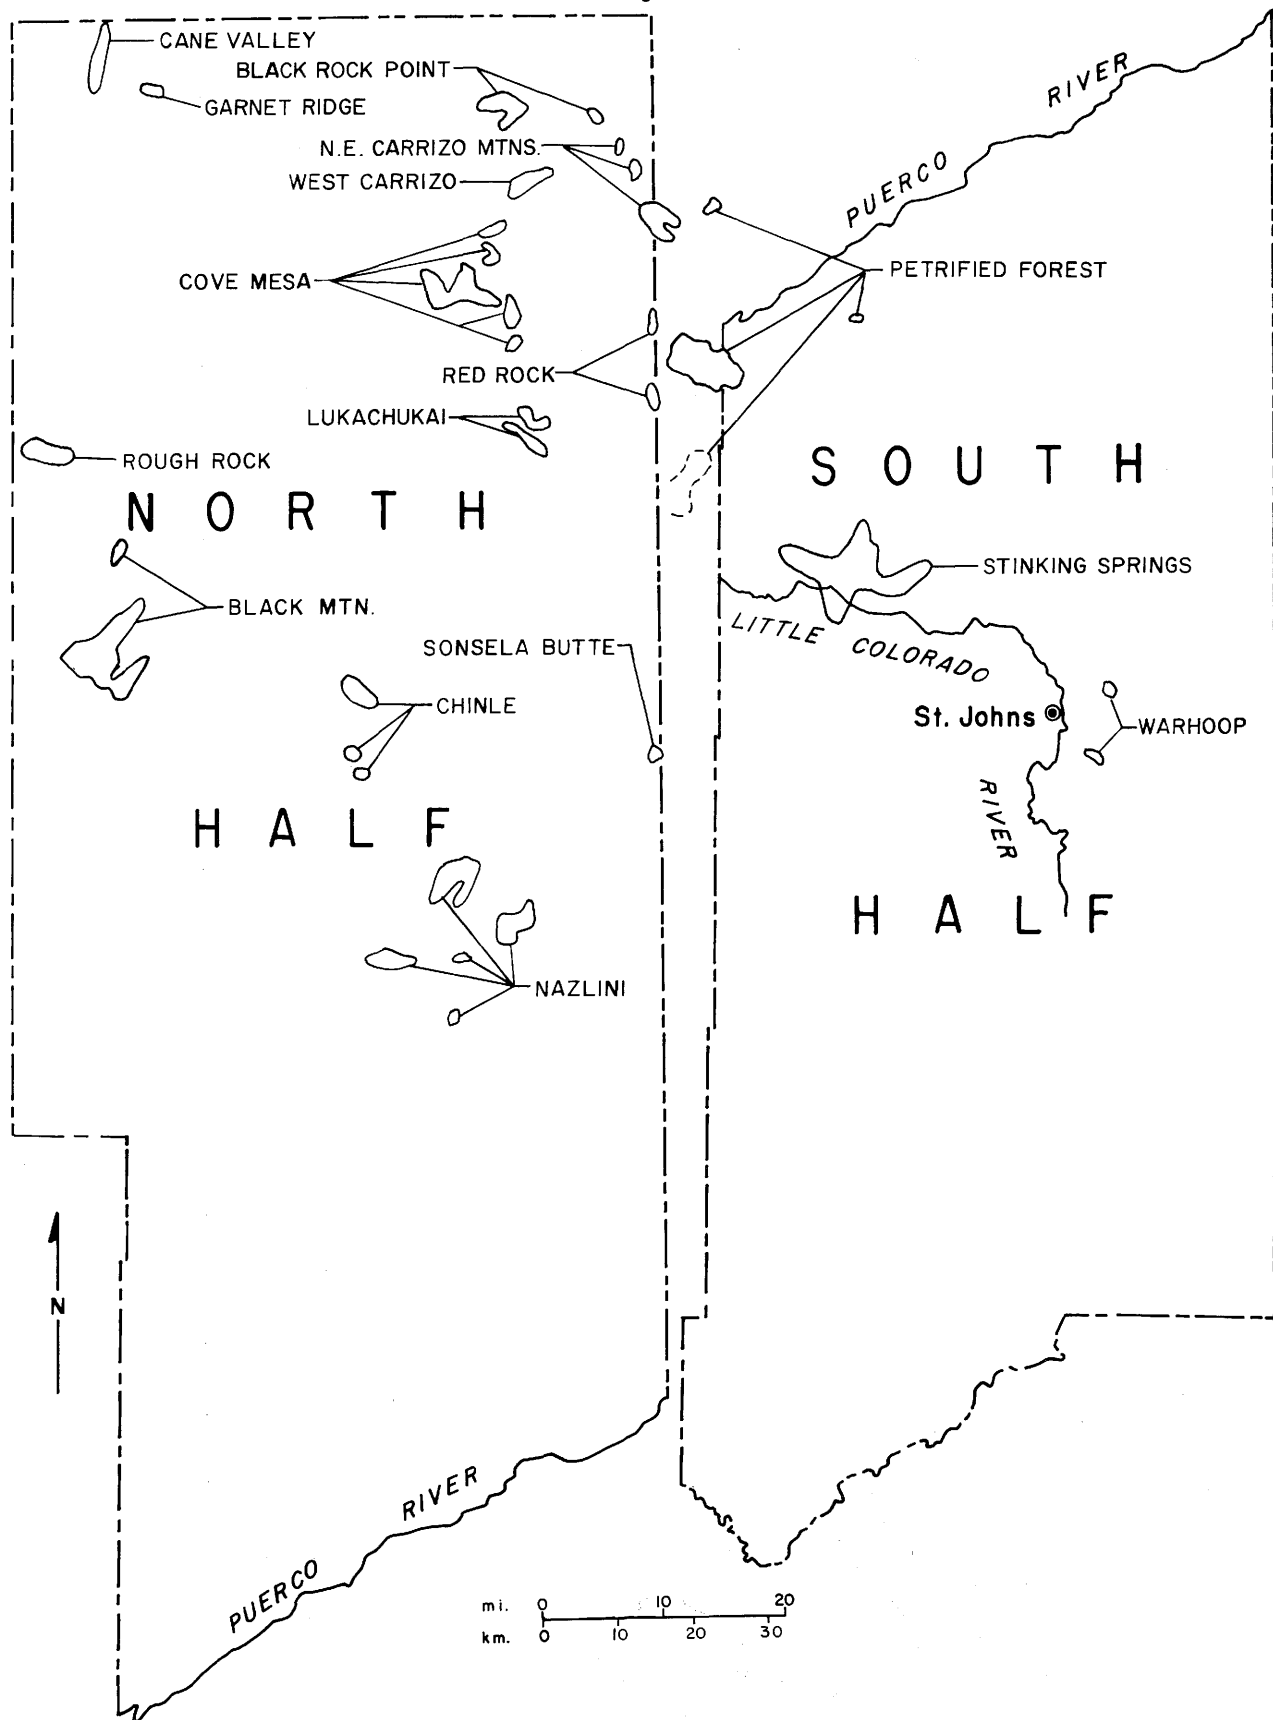 CANE VALLEY
BLACK ROCK POINT
GARNET RIDGE
N.E. CARRIZO MTNS.
WEST CARRIZO
COVE MESA
RED ROCK
LUKACHUKAI
ROUGH ROCK
NORTH
BLACK MTN.
SONSELA BUTTE
CHINLE
HALF
NAZLINI
N
PUERCO RIVER
PUERCO RIVER
PETRIFIED FOREST
SOUTH
STINKING SPRINGS
LITTLE COLORADO
St. Johns
WARHOOP
RIVER
HALF
mi. 0 10 20
km. 0 10 20 30